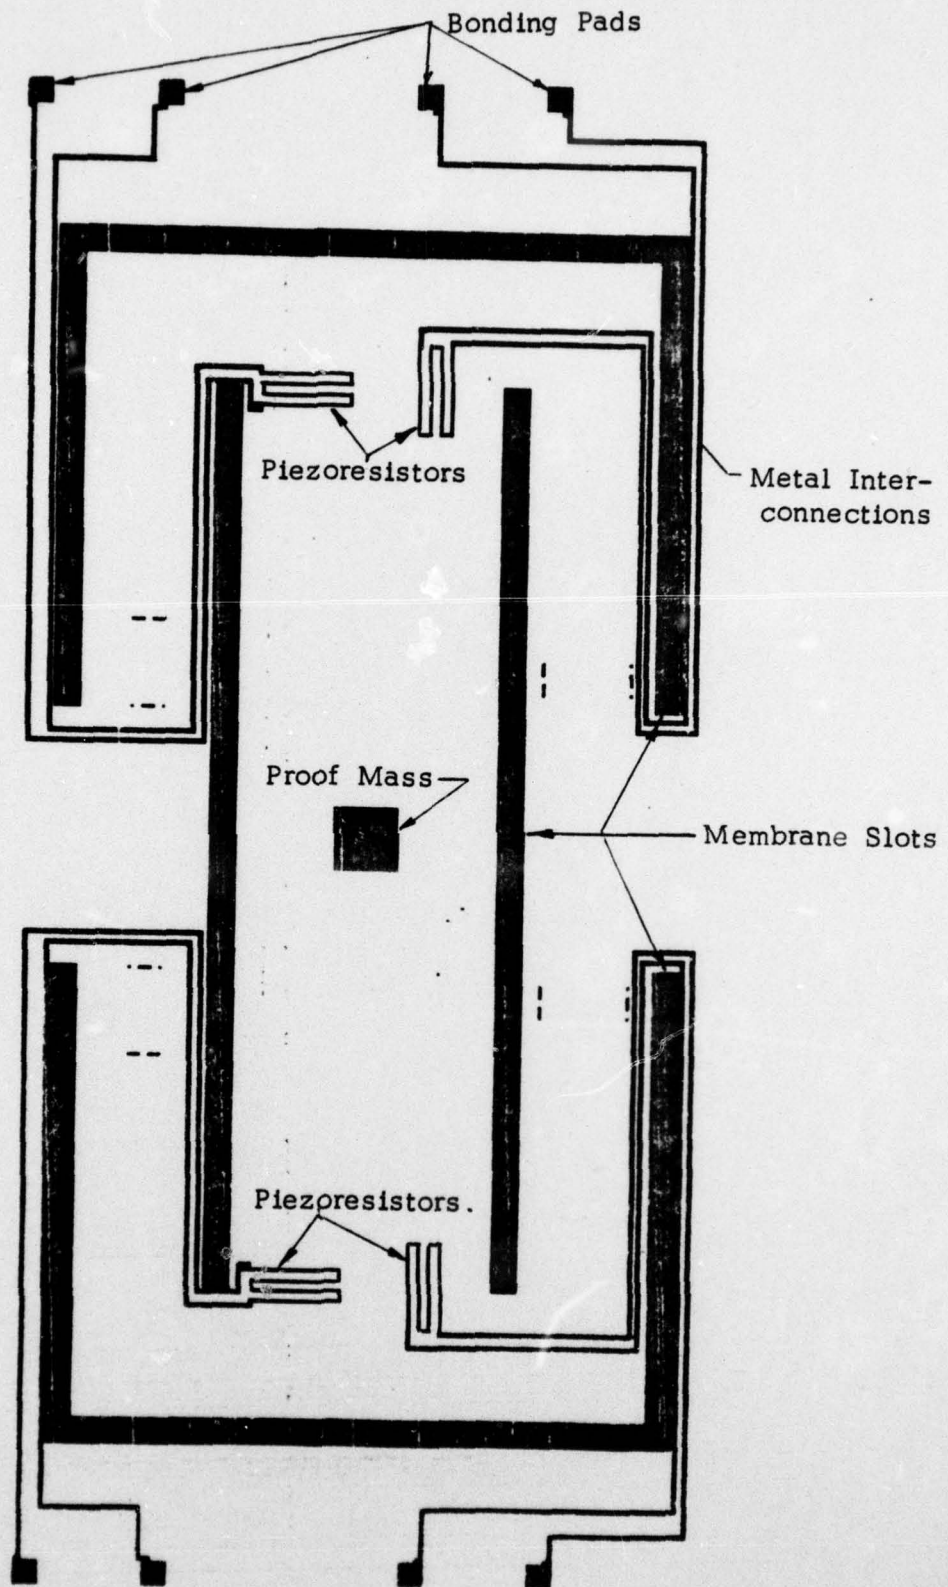 Bonding Pads
Piezoresistors
Metal Inter-
connections
Proof Mass
Membrane Slots
Piezoresistors.